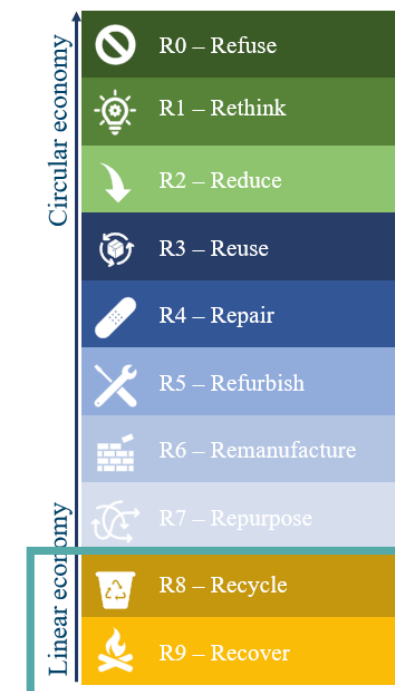 Circular economy
Linear economy
R0 – Refuse
R1 – Rethink
R2 – Reduce
R3 – Reuse
R4 – Repair
R5 – Refurbish
R6 – Remanufacture
R7 – Repurpose
R8 – Recycle
R9 – Recover